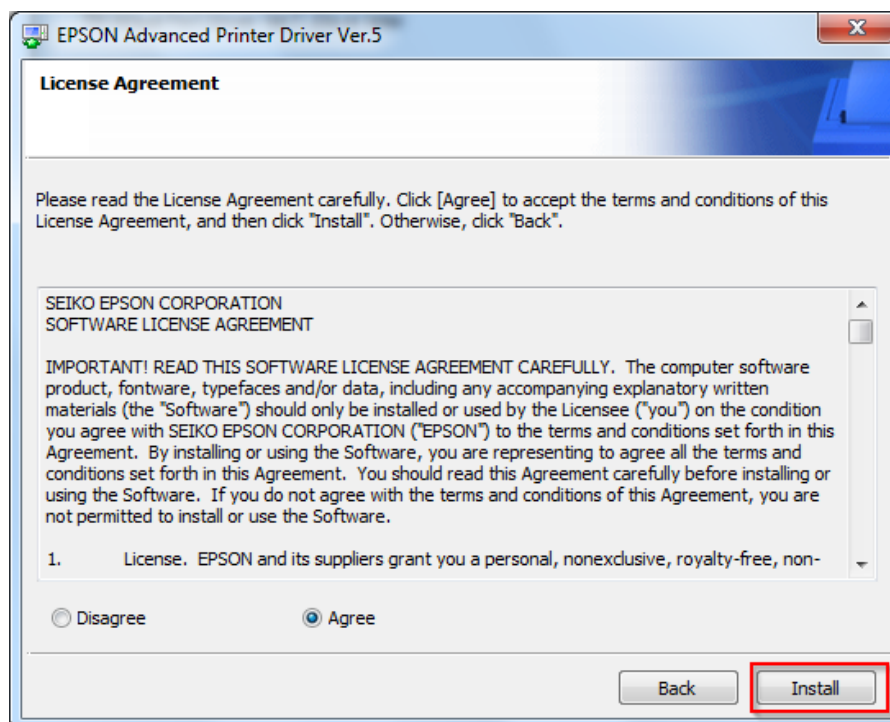 EPSON Advanced Printer Driver Ver.5
License Agreement
Please read the License Agreement carefully. Click [Agree] to accept the terms and conditions of this
License Agreement, and then click "Install". Otherwise, click "Back".
SEIKO EPSON CORPORATION
SOFTWARE LICENSE AGREEMENT
IMPORTANT! READ THIS SOFTWARE LICENSE AGREEMENT CAREFULLY. The computer software
product, fontware, typefaces and/or data, including any accompanying explanatory written
materials (the "Software") should only be installed or used by the Licensee ("you") on the condition
you agree with SEIKO EPSON CORPORATION ("EPSON") to the terms and conditions set forth in this
Agreement. By installing or using the Software, you are representing to agree all the terms and
conditions set forth in this Agreement. You should read this Agreement carefully before installing or
using the Software. If you do not agree with the terms and conditions of this Agreement, you are
not permitted to install or use the Software.
1. License. EPSON and its suppliers grant you a personal, nonexclusive, royalty-free, non-
Disagree Agree
Back Install